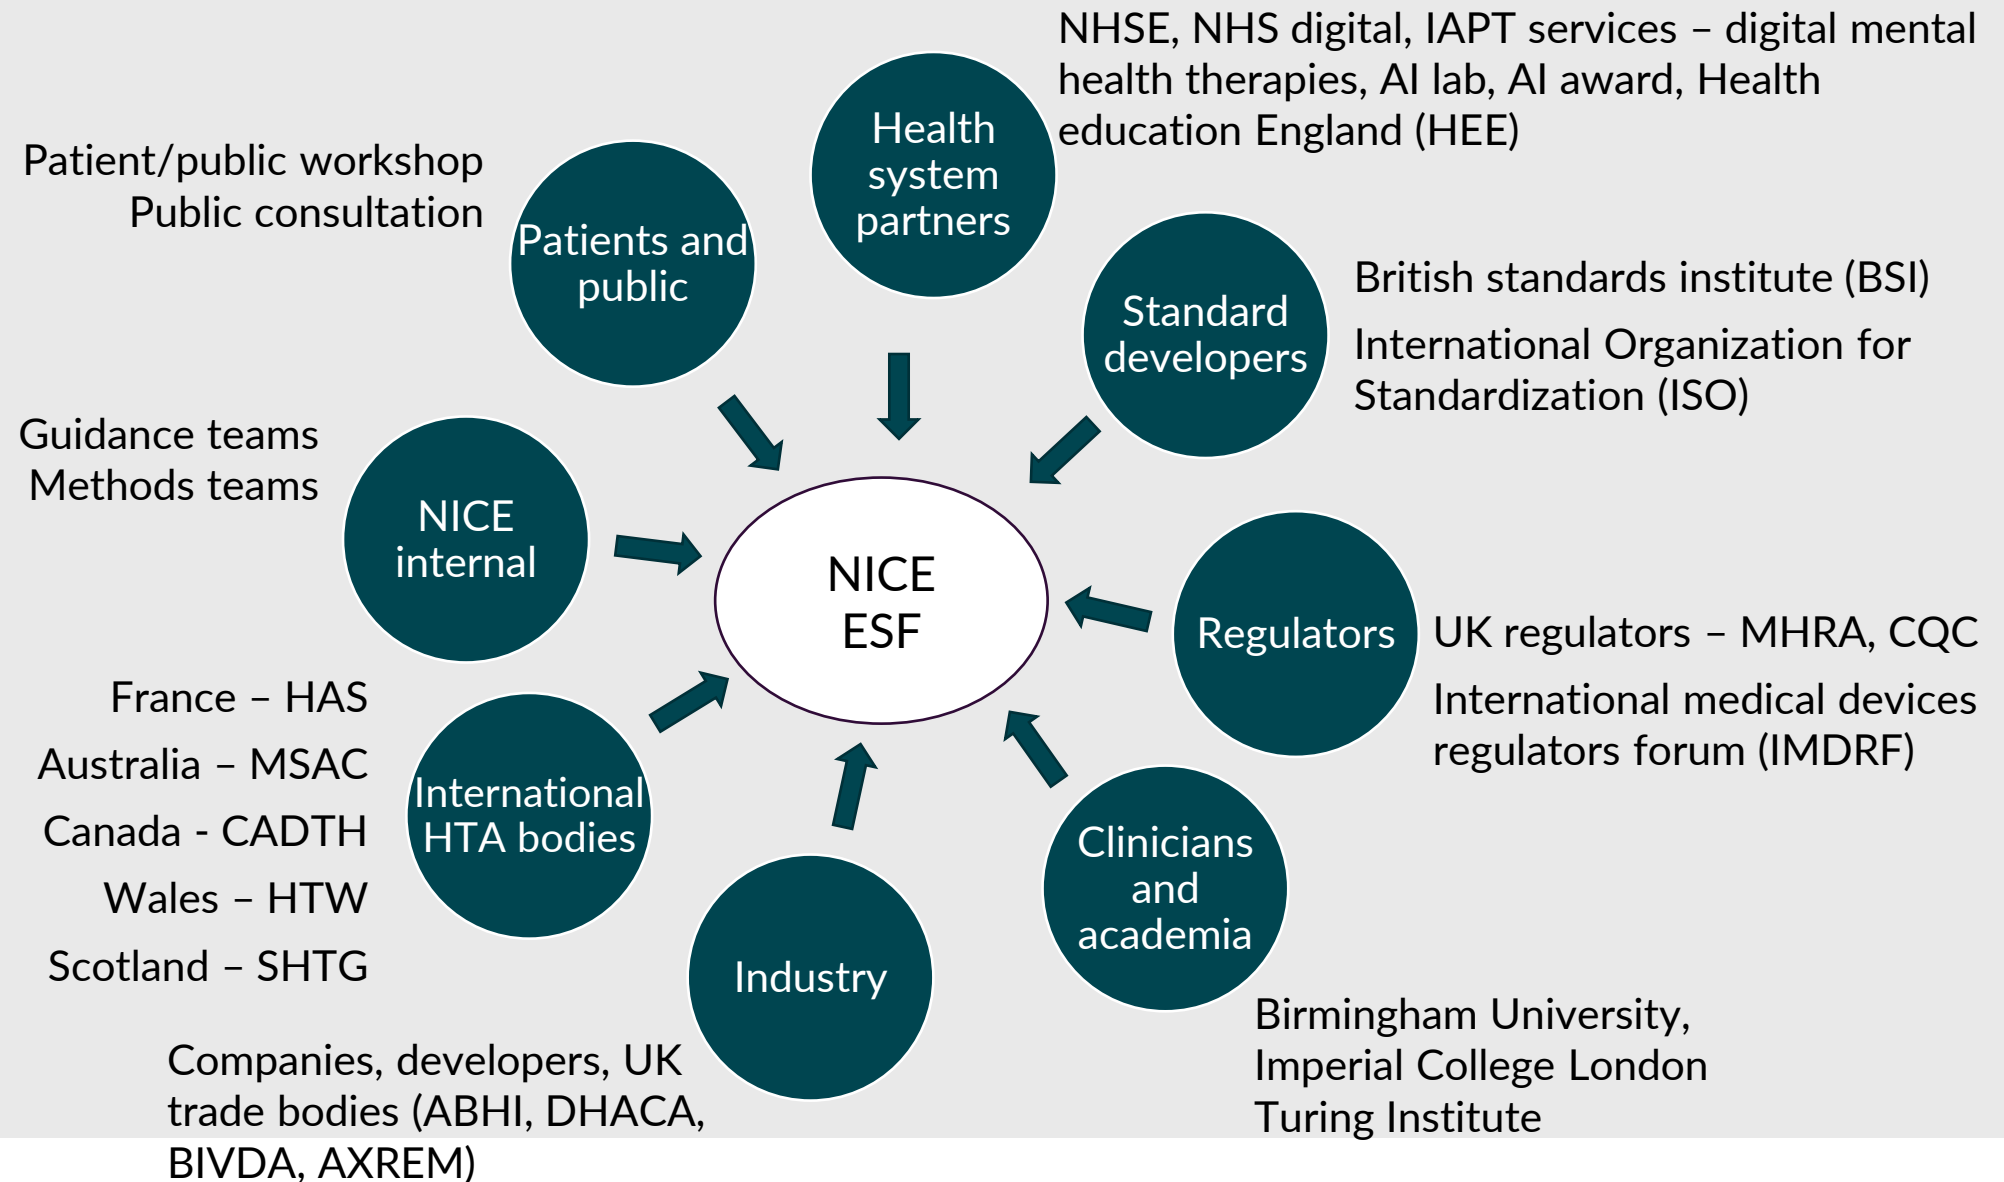 NHSE, NHS digital, IAPT services – digital mental
health therapies, AI lab, AI award, Health
education England (HEE)
Health
system
partners
Patient/public workshop
Public consultation
Patients and
public
Standard
developers
British standards institute (BSI)
International Organization for
Standardization (ISO)
Guidance teams
Methods teams
NICE
internal
NICE
ESF
Regulators
UK regulators – MHRA, CQC
International medical devices
regulators forum (IMDRF)
France – HAS
Australia – MSAC
Canada - CADTH
Wales – HTW
Scotland – SHTG
International
HTA bodies
Clinicians
and
academia
Industry
Birmingham University,
Imperial College London
Turing Institute
Companies, developers, UK
trade bodies (ABHI, DHACA,
BIVDA, AXREM)